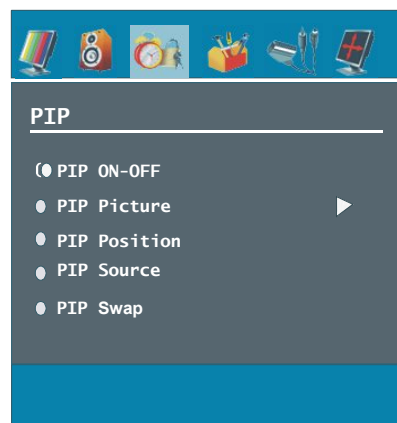 PIP
PIP ON-OFF
PIP Picture
PIP Position
PIP Source
PIP Swap